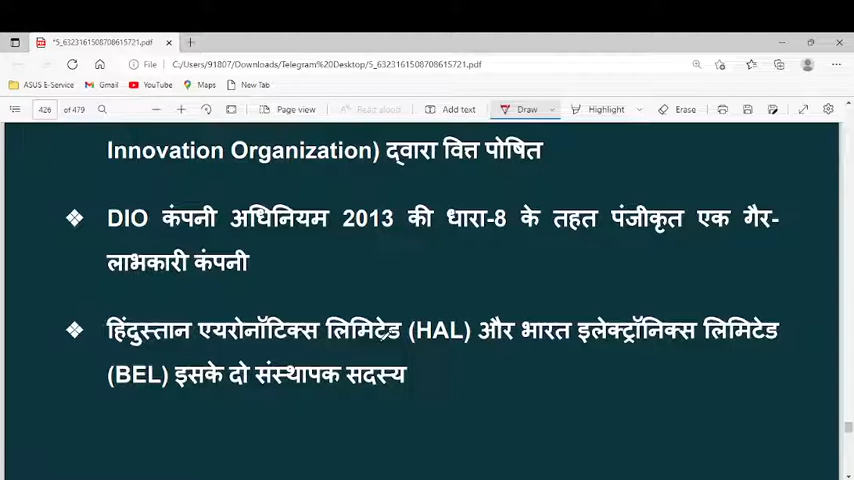 *5_6323161508708615721.pdf
File C:/Users/91807/Downloads/Telegram%20Desktop/5_6323161508708615721.pdf
ASUS E-Service Gmail YouTube Maps New Tab
426 of 479 Page view Read aloud Add text Draw Highlight Erase
Innovation Organization) द्वारा वित्त पोषित
❖ DIO कंपनी अधिनियम 2013 की धारा-8 के तहत पंजीकृत एक गैर-
लाभकारी कंपनी
❖ हिंदुस्तान एयरोनॉटिक्स लिमिटेड (HAL) और भारत इलेक्ट्रॉनिक्स लिमिटेड
(BEL) इसके दो संस्थापक सदस्य